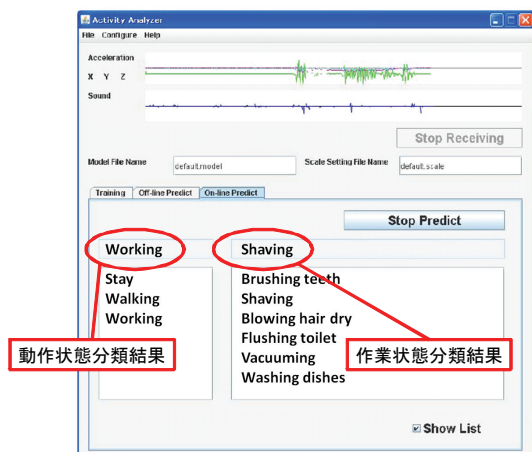 Activity Analyzer
File Configure Help
Acceleration
X Y Z
Sound
Stop Receiving
Model File Name
default.model
Scale Setting File Name
default.scale
Training Off-line Predict On-line Predict
Stop Predict
Working
Shaving
Stay
Walking
Working
Brushing teeth
Shaving
Blowing hair dry
Flushing toilet
Vacuuming
Washing dishes
動作状態分類結果
作業状態分類結果
Show List